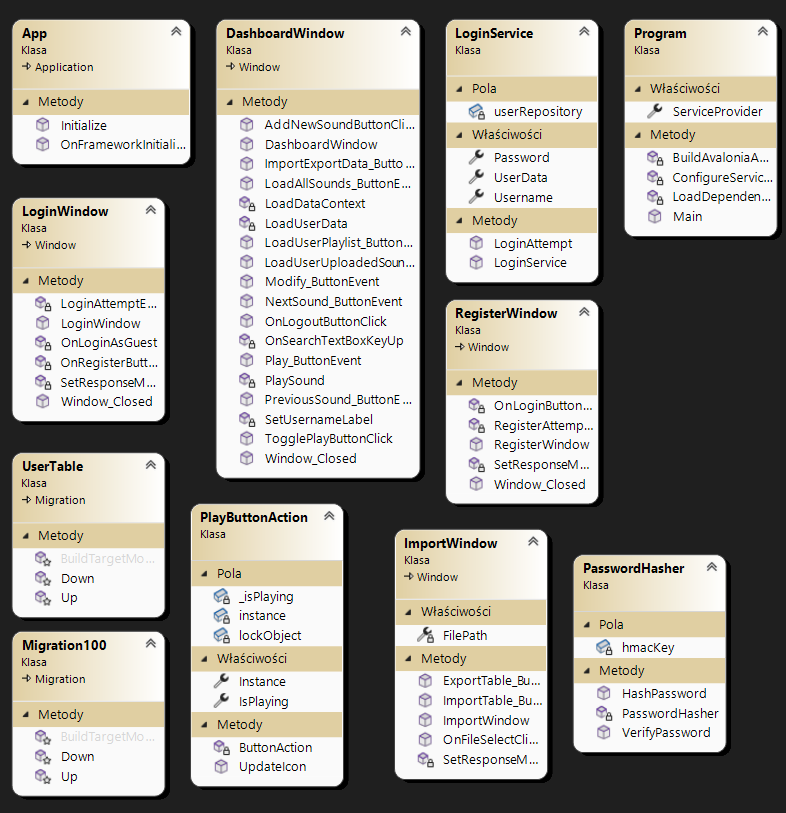 App
Klasa
Application
Metody
Initialize
OnFrameworkInitiali...
LoginWindow
Klasa
Window
Metody
LoginAttemptE...
LoginWindow
OnLoginAsGuest
OnRegisterButt...
SetResponseM...
Window_Closed
UserTable
Klasa
Migration
Metody
BuildTargetMo...
Down
Up
Migration100
Klasa
Migration
Metody
BuildTargetMo...
Down
Up
DashboardWindow
Klasa
Window
Metody
AddNewSoundButtonCli...
DashboardWindow
ImportExportData_Butto...
LoadAllSounds_ButtonE...
LoadDataContext
LoadUserData
LoadUserPlaylist_Button...
LoadUserUploadedSoun...
Modify_ButtonEvent
NextSound_ButtonEvent
OnLogoutButtonClick
OnSearchTextBoxKeyUp
Play_ButtonEvent
PlaySound
PreviousSound_ButtonE...
SetUsernameLabel
TogglePlayButtonClick
Window_Closed
PlayButtonAction
Klasa
Pola
_isPlaying
instance
lockObject
Właściwości
Instance
IsPlaying
Metody
ButtonAction
UpdateIcon
LoginService
Klasa
Pola
userRepository
Właściwości
Password
UserData
Username
Metody
LoginAttempt
LoginService
RegisterWindow
Klasa
Window
Metody
OnLoginButton...
RegisterAttemp...
RegisterWindow
SetResponseM...
Window_Closed
ImportWindow
Klasa
Window
Właściwości
FilePath
Metody
ExportTable_Bu...
ImportTable_Bu...
ImportWindow
OnFileSelectCli...
SetResponseM...
Program
Klasa
Właściwości
ServiceProvider
Metody
BuildAvaloniaA...
ConfigureServic...
LoadDependen...
Main
PasswordHasher
Klasa
Pola
hmacKey
Metody
HashPassword
PasswordHasher
VerifyPassword